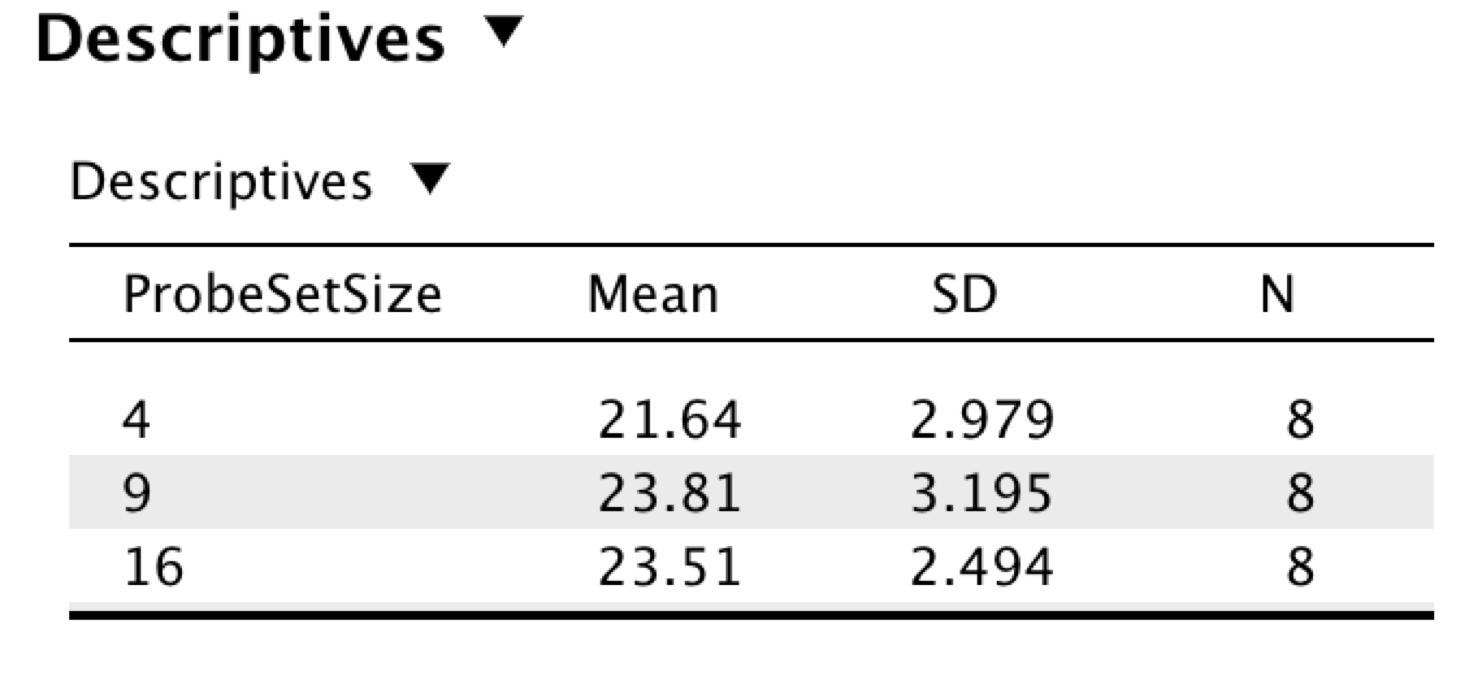 Descriptives ▼
Descriptives ▼
ProbeSetSize Mean SD N
4 21.64 2.979 8
9 23.81 3.195 8
16 23.51 2.494 8